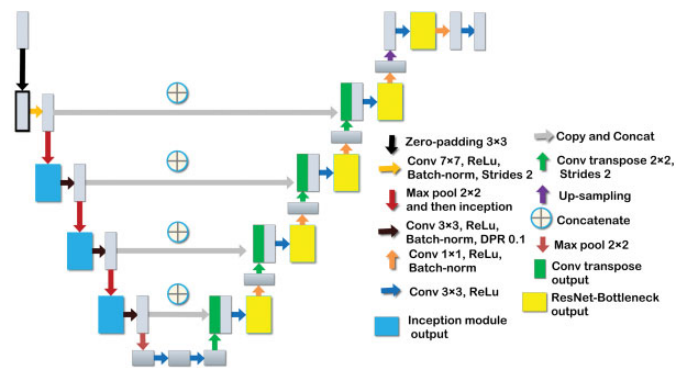 Zero-padding 3×3
Conv 7×7, ReLu,
Batch-norm, Strides 2
Max pool 2×2
and then inception
Conv 3×3, ReLu,
Batch-norm, DPR 0.1
Conv 1×1, ReLu,
Batch-norm
Conv 3×3, ReLu
Inception module
output
Copy and Concat
Conv transpose 2×2,
Strides 2
Up-sampling
Concatenate
Max pool 2×2
Conv transpose
output
ResNet-Bottleneck
output